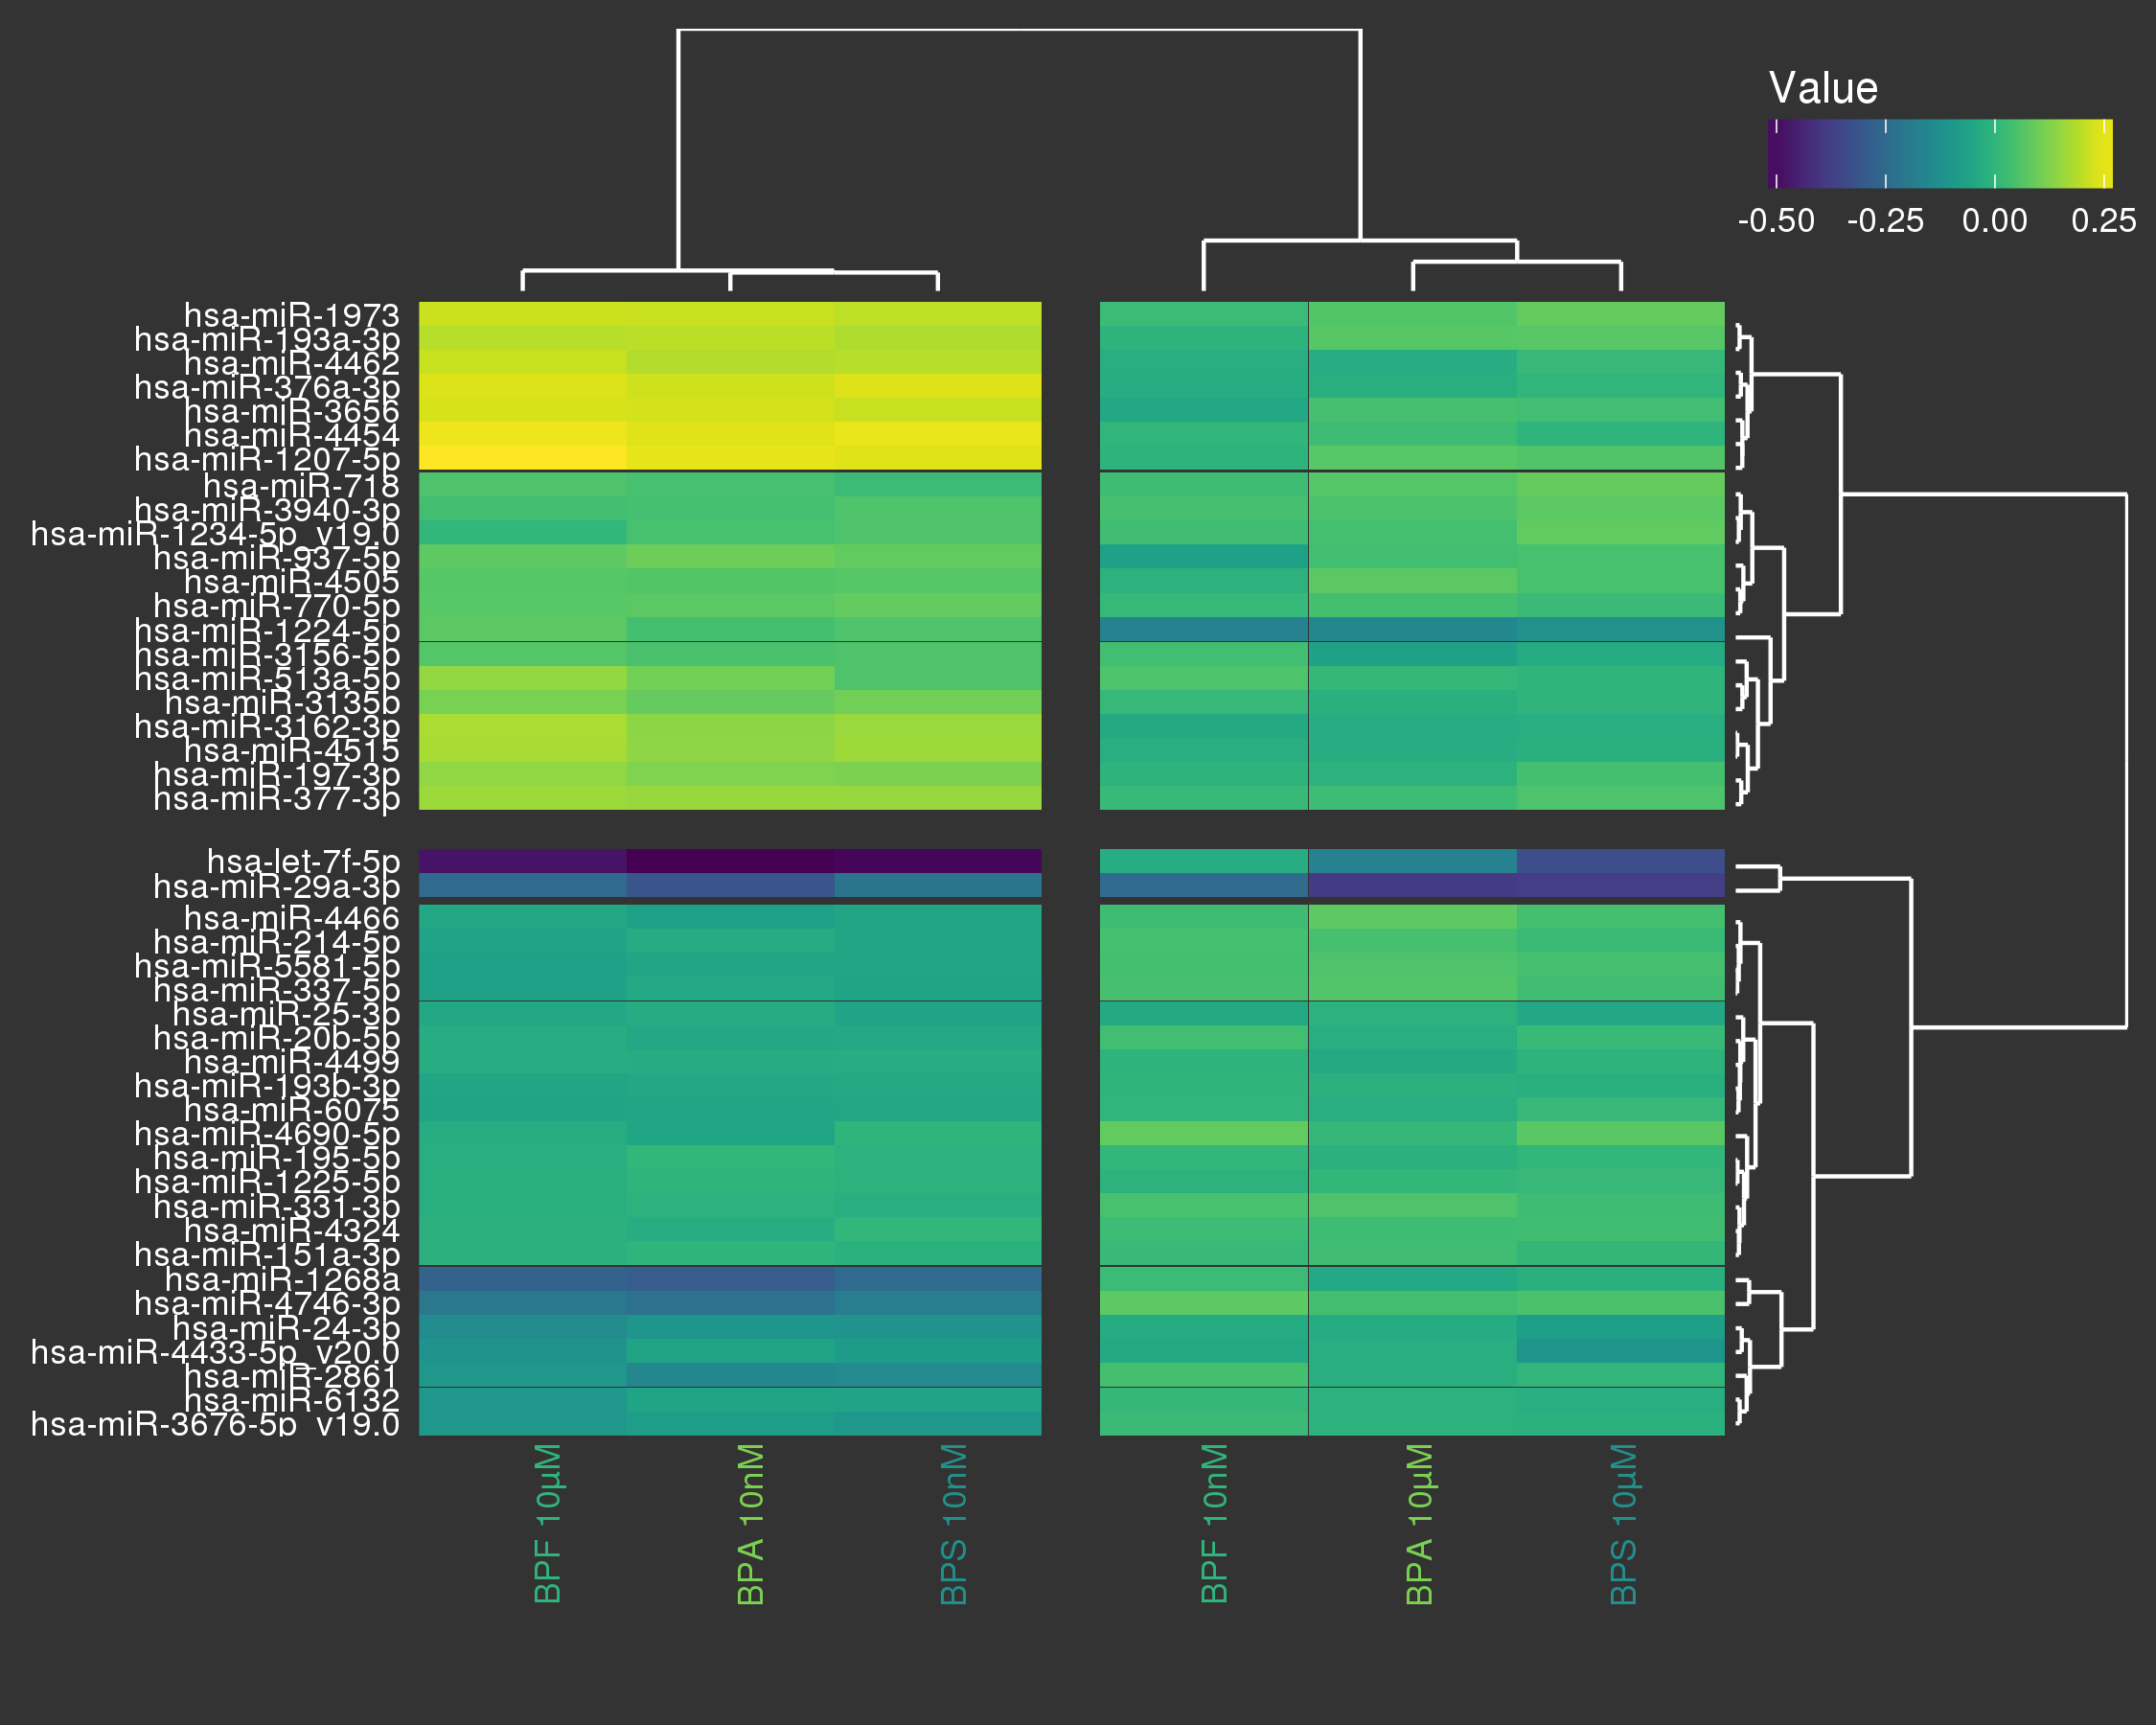 Value
-0.50 -0.25 0.00 0.25
hsa-miR-1973
hsa-miR-193a-3p
hsa-miR-4462
hsa-miR-376a-3p
hsa-miR-3656
hsa-miR-4454
hsa-miR-1207-5p
hsa-miR-718
hsa-miR-3940-3p
hsa-miR-1234-5p_v19.0
hsa-miR-937-5p
hsa-miR-4505
hsa-miR-770-5p
hsa-miR-1224-5p
hsa-miR-3156-5p
hsa-miR-513a-5p
hsa-miR-3135b
hsa-miR-3162-3p
hsa-miR-4515
hsa-miR-197-3p
hsa-miR-377-3p
hsa-let-7f-5p
hsa-miR-29a-3p
hsa-miR-4466
hsa-miR-214-5p
hsa-miR-5581-5p
hsa-miR-337-5p
hsa-miR-25-3p
hsa-miR-20b-5p
hsa-miR-4499
hsa-miR-193b-3p
hsa-miR-6075
hsa-miR-4690-5p
hsa-miR-195-5p
hsa-miR-1225-5p
hsa-miR-331-3p
hsa-miR-4324
hsa-miR-151a-3p
hsa-miR-1268a
hsa-miR-4746-3p
hsa-miR-24-3p
hsa-miR-4433-5p_v20.0
hsa-miR-2861
hsa-miR-6132
hsa-miR-3676-5p_v19.0
BPF 10µM
BPA 10nM
BPS 10nM
BPF 10nM
BPA 10µM
BPS 10µM